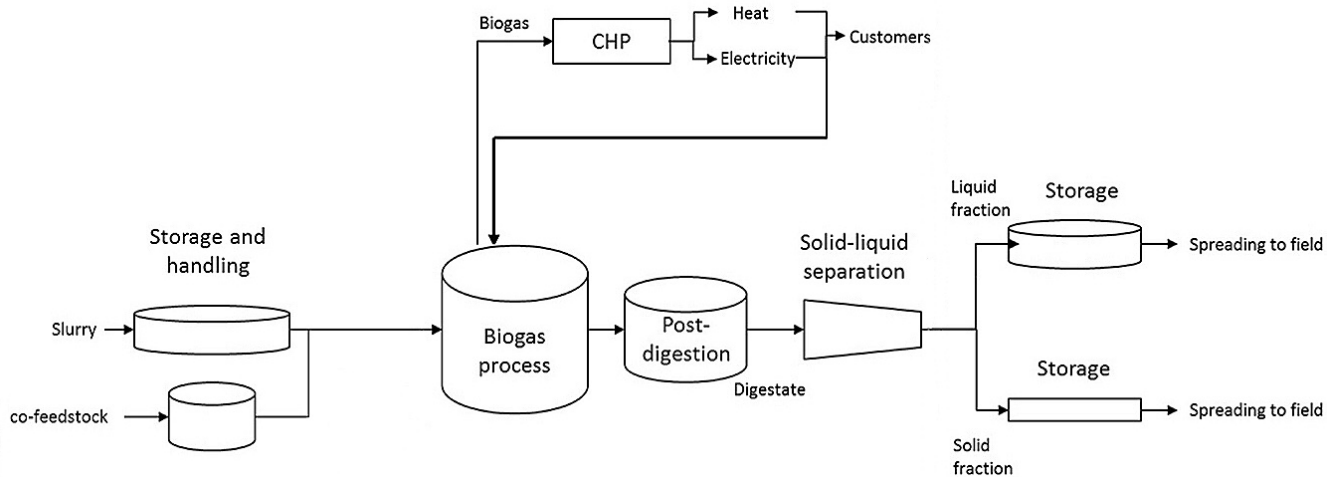 Biogas
CHP
Heat
Electricity
Customers
Storage and
handling
Slurry
co-feedstock
Biogas
process
Post-
digestion
Digestate
Solid-liquid
separation
Liquid
fraction
Storage
Spreading to field
Storage
Spreading to field
Solid
fraction